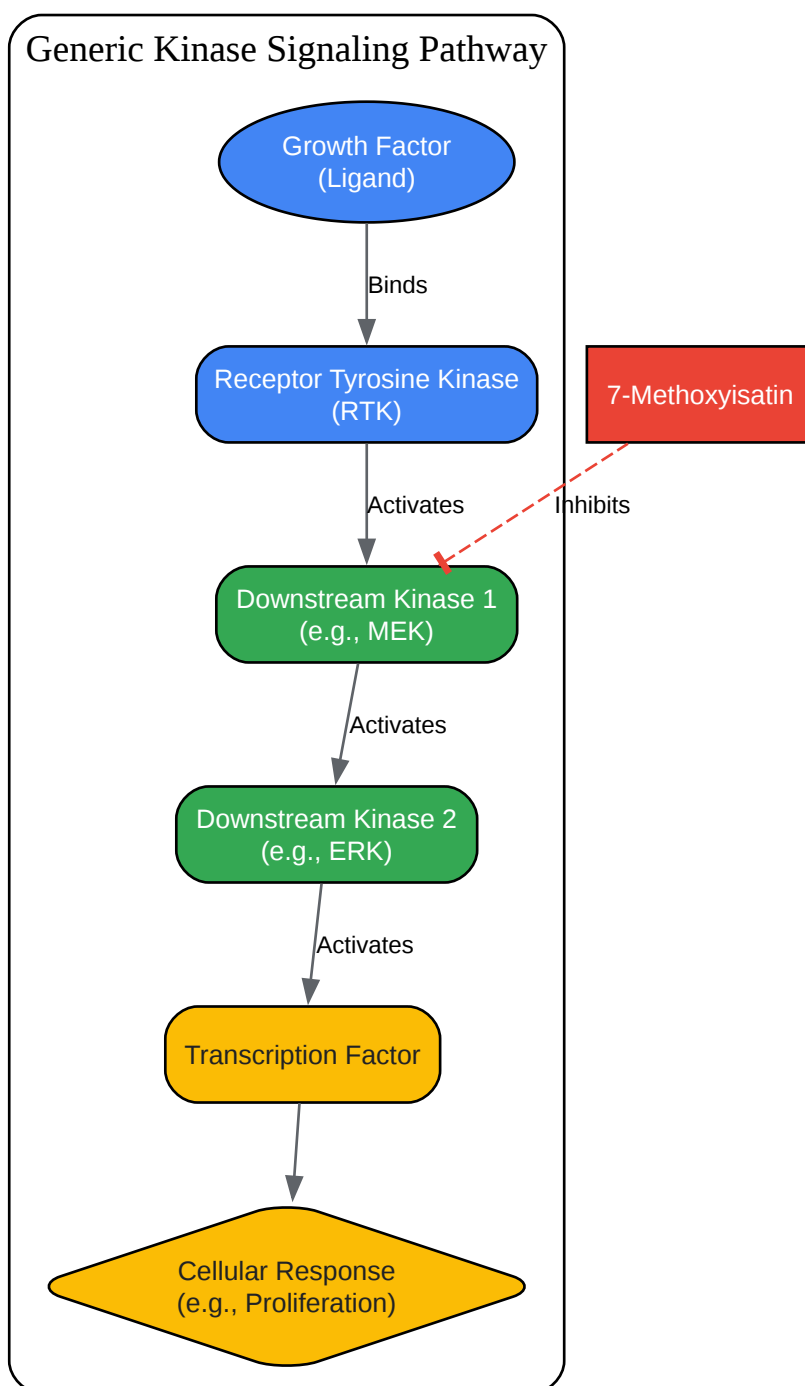 Generic Kinase Signaling Pathway
Growth Factor
(Ligand)
Binds
Receptor Tyrosine Kinase
(RTK)
7-Methoxyisatin
Activates
Inhibits
Downstream Kinase 1
(e.g., MEK)
Activates
Downstream Kinase 2
(e.g., ERK)
Activates
Transcription Factor
Cellular Response
(e.g., Proliferation)